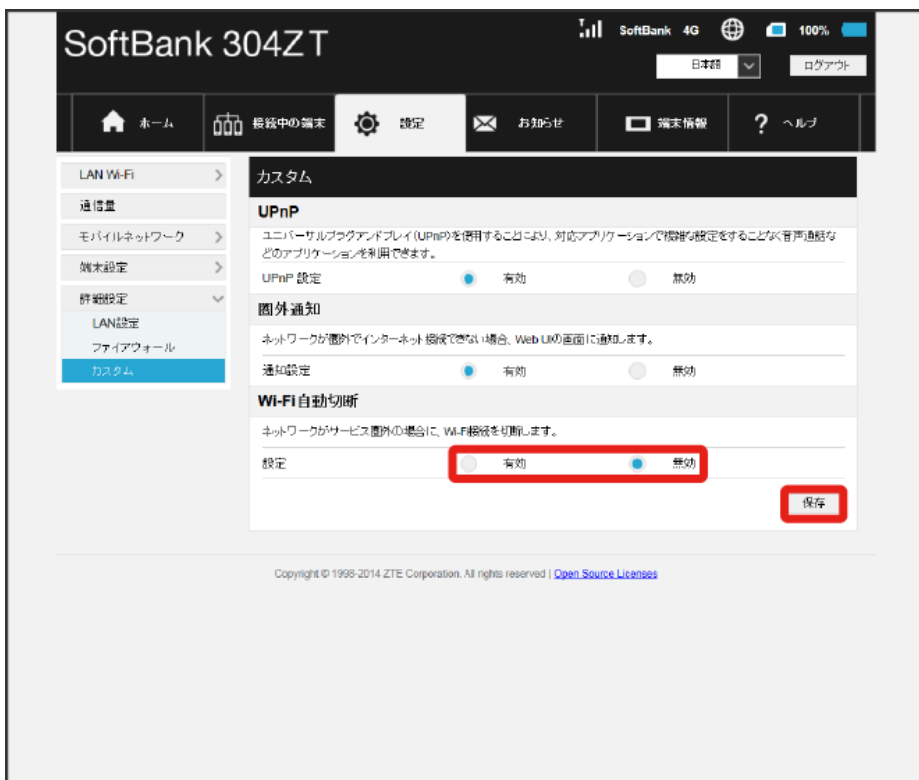 SoftBank 304ZT
SoftBank 4G 100%
日本語
ログアウト
ホーム
接続中の端末
設定
お知らせ
端末情報
? ヘルプ
LAN Wi-Fi
通信量
モバイルネットワーク
端末設定
詳細設定
LAN設定
ファイアウォール
カスタム
カスタム
UPnP
ユニバーサルプラグアンドプレイ(UPnP)を使用することにより、対応アプリケーションで複雑な設定をすることなく音声通話な
どのアプリケーションを利用できます。
UPnP 設定 有効 無効
圏外通知
ネットワークが圏外でインターネット接続できない場合、Web UIの画面に通知します。
通知設定 有効 無効
Wi-Fi自動切断
ネットワークがサービス圏外の場合に、Wi-Fi接続を切断します。
設定 有効 無効
保存
Copyright © 1998-2014 ZTE Corporation. All rights reserved | Open Source Licenses